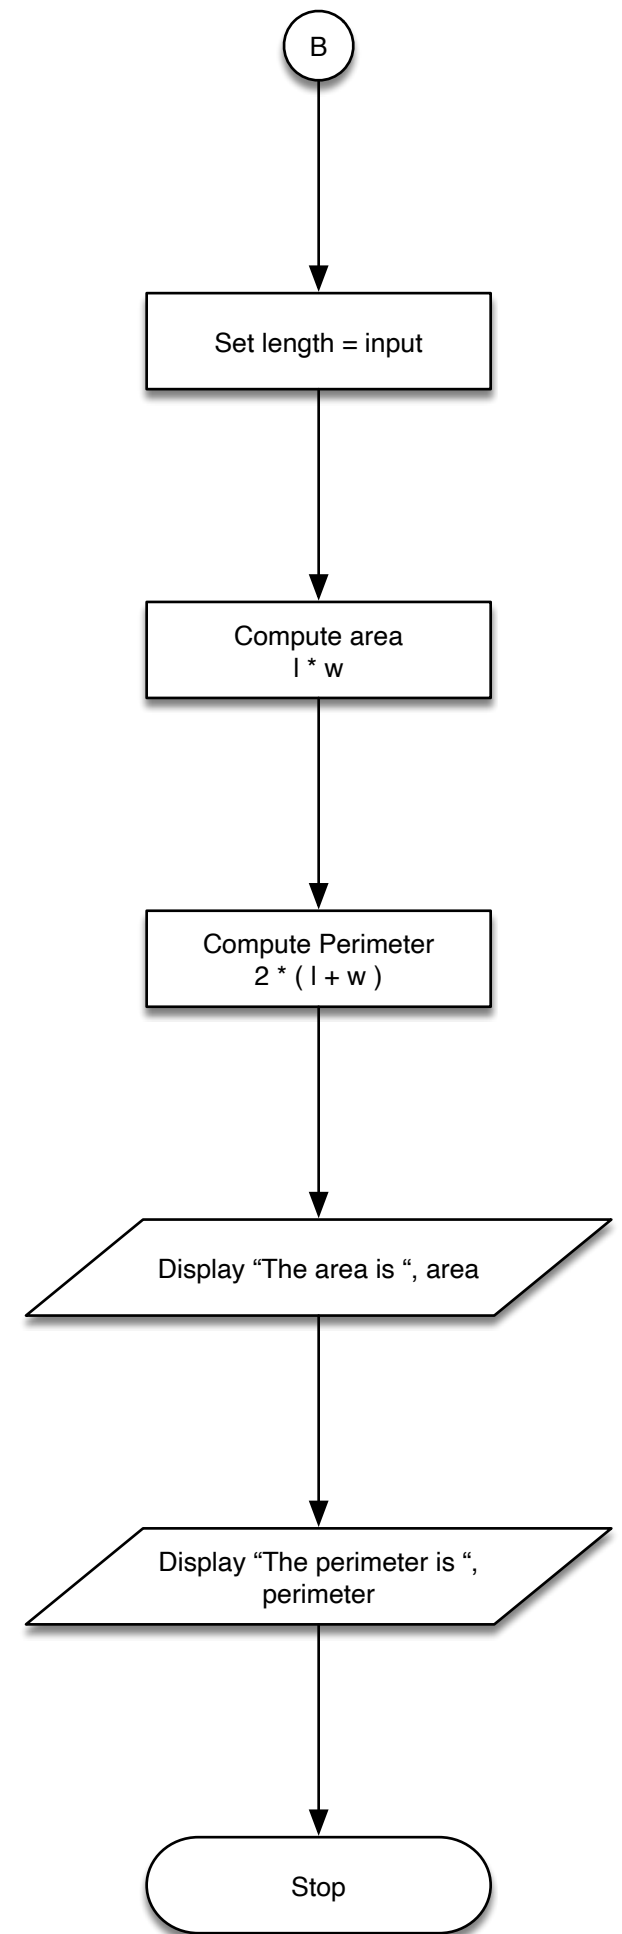 B
Set length = input
Compute area
l * w
Compute Perimeter
2 * ( l + w )
Display “The area is “, area
Display “The perimeter is “,
perimeter
Stop